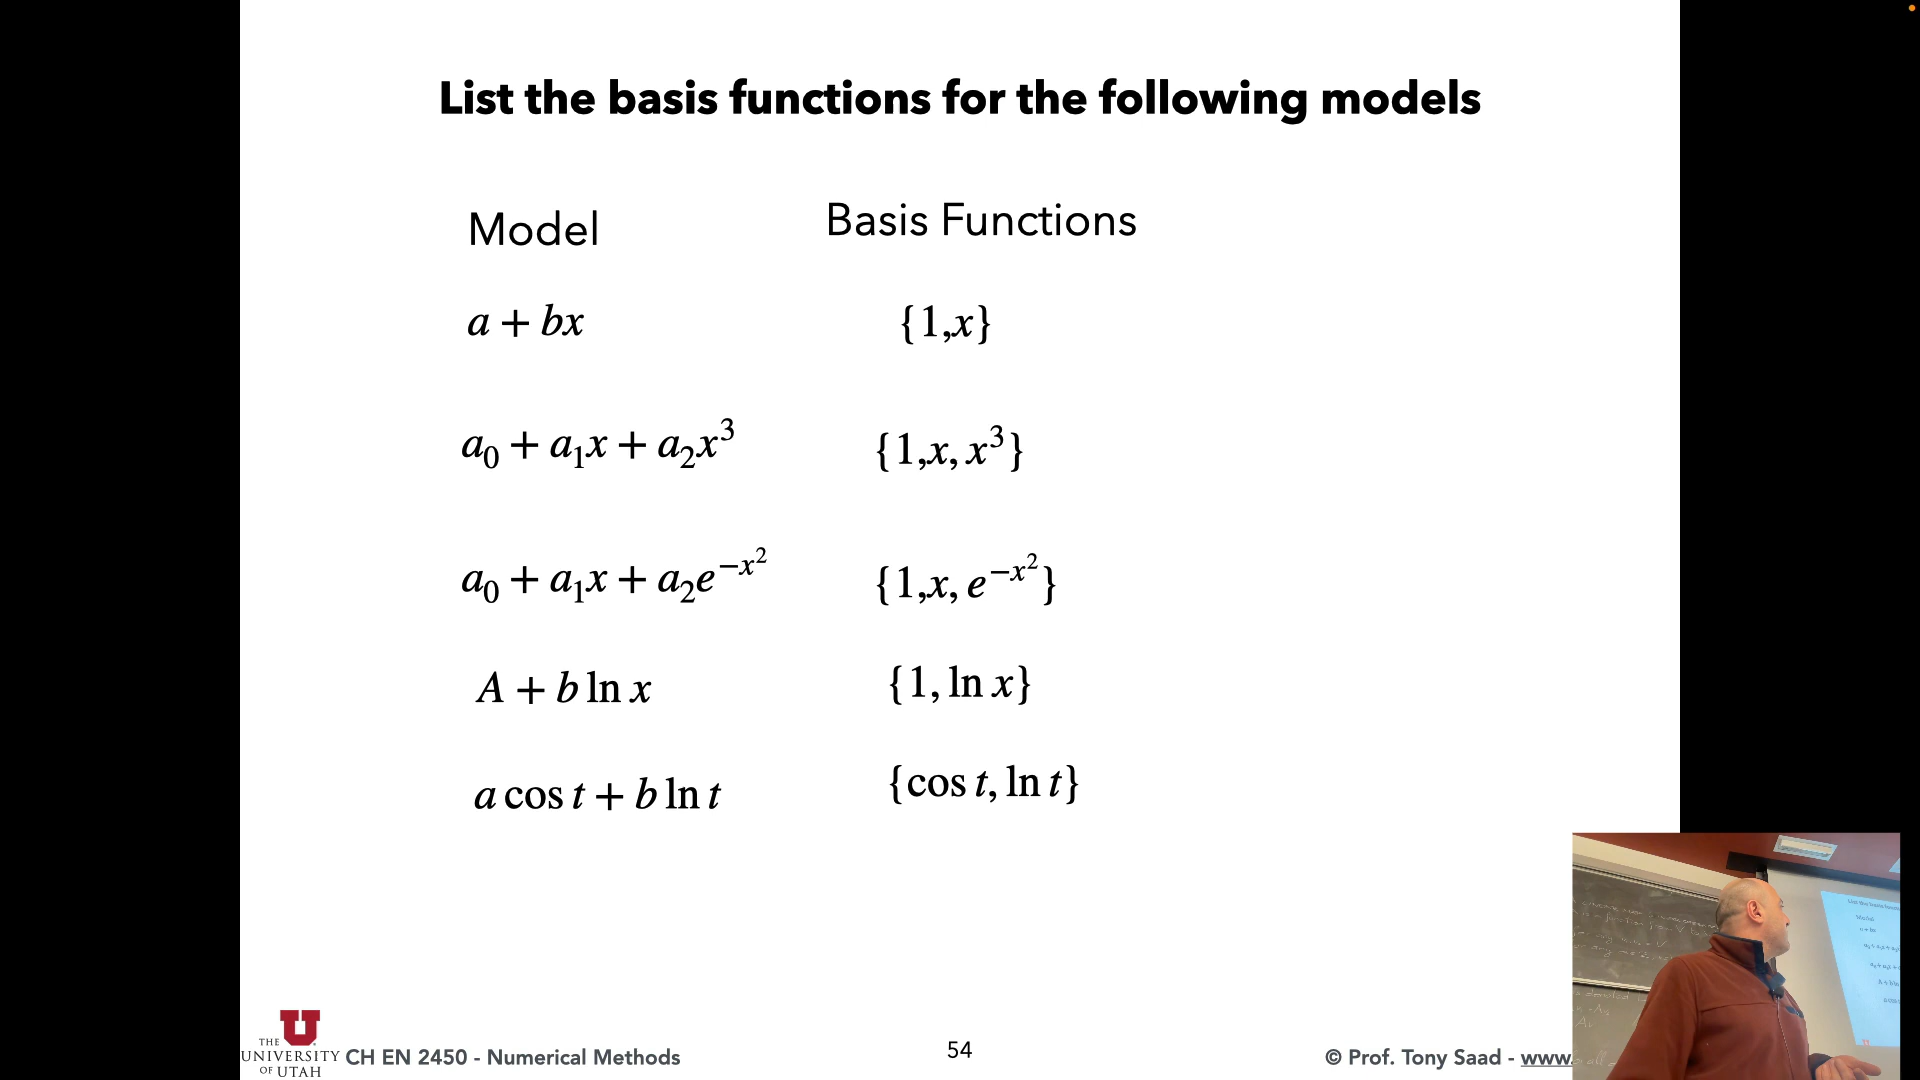 List the basis functions for the following models
Model Basis Functions
a + bx {1,x}
a₀ + a₁x + a₂x³ {1,x, x³}
a₀ + a₁x + a₂e^{−x²} {1,x, e^{−x²}}
A + b ln x {1, ln x}
a cos t + b ln t {cos t, ln t}
THE
UNIVERSITY
OF UTAH
CH EN 2450 - Numerical Methods
54
© Prof. Tony Saad - www.